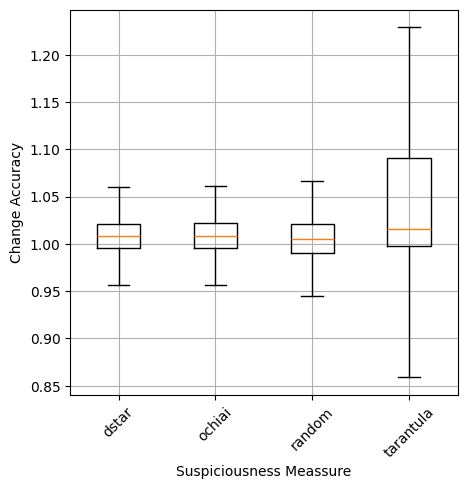 Change Accuracy
1.20
1.15
1.10
1.05
1.00
0.95
0.90
0.85
dstar
ochiai
random
tarantula
Suspiciousness Meassure